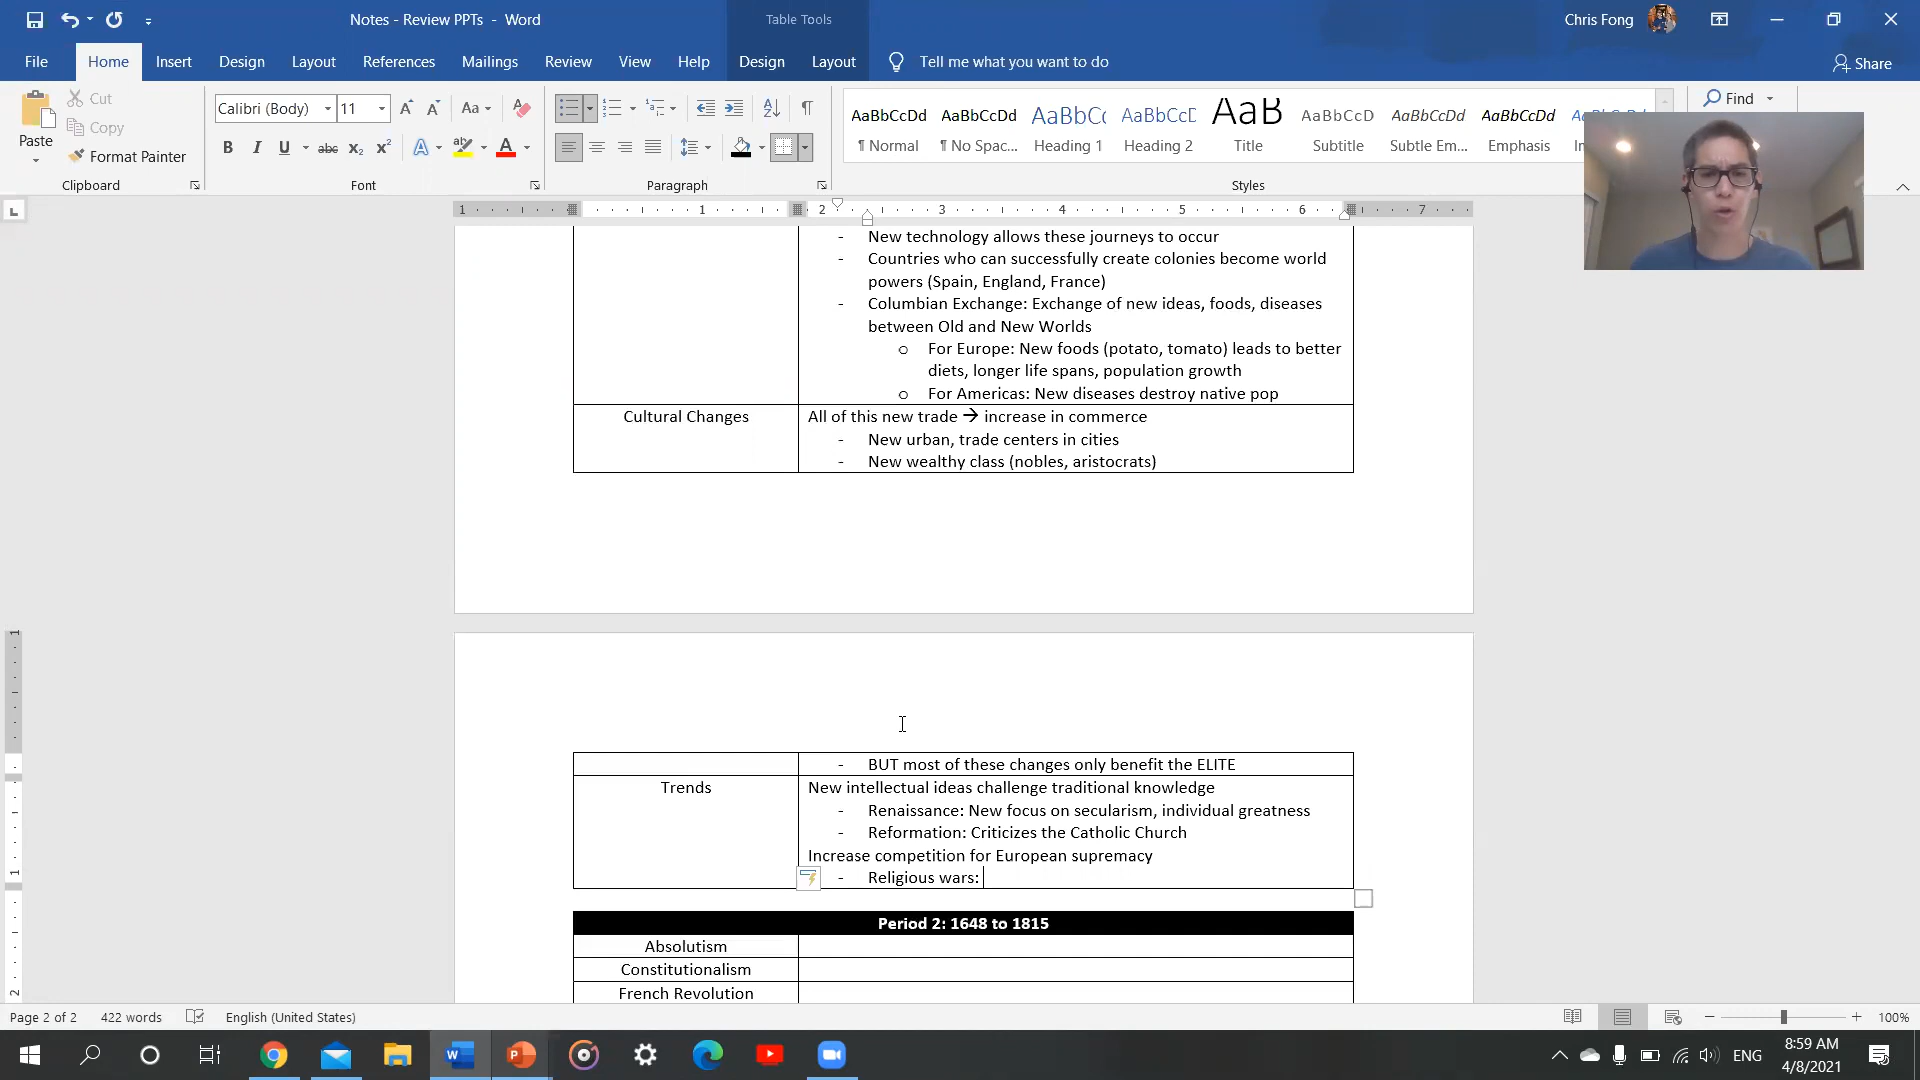 Notes - Review PPTs - Word
Table Tools
Chris Fong
File Home Insert Design Layout References Mailings Review View Help Design Layout Tell me what you want to do Share
Paste
Cut
Copy
Format Painter
Clipboard
Calibri (Body) 11
Font
Paragraph
AaBbCcDd AaBbCcDd AaBbCc AaBbCcD AaB AaBbCcD AaBbCcDd AaBbCcDd
¶ Normal ¶ No Spac... Heading 1 Heading 2 Title Subtitle Subtle Em... Emphasis
Styles
Find
1 1 2 3 4 5 6 7
- New technology allows these journeys to occur
- Countries who can successfully create colonies become world
powers (Spain, England, France)
- Columbian Exchange: Exchange of new ideas, foods, diseases
between Old and New Worlds
o For Europe: New foods (potato, tomato) leads to better
diets, longer life spans, population growth
o For Americas: New diseases destroy native pop
Cultural Changes
All of this new trade → increase in commerce
- New urban, trade centers in cities
- New wealthy class (nobles, aristocrats)
- BUT most of these changes only benefit the ELITE
Trends
New intellectual ideas challenge traditional knowledge
- Renaissance: New focus on secularism, individual greatness
- Reformation: Criticizes the Catholic Church
Increase competition for European supremacy
- Religious wars:
Period 2: 1648 to 1815
Absolutism
Constitutionalism
French Revolution
Page 2 of 2 422 words English (United States) 100%
ENG
8:59 AM
4/8/2021